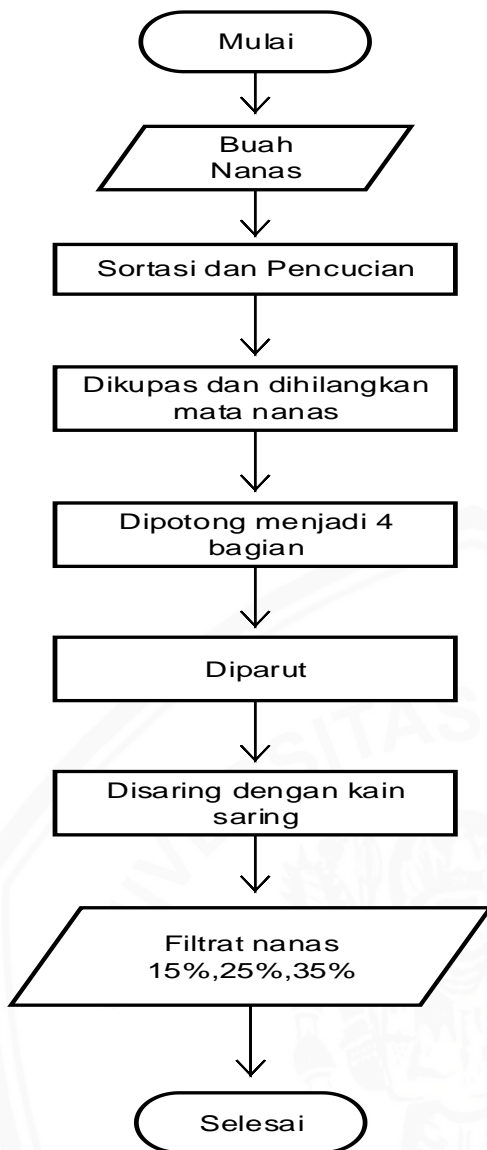 Mulai
Buah
Nanas
Sortasi dan Pencucian
Dikupas dan dihilangkan
mata nanas
Dipotong menjadi 4
bagian
Diparut
Disaring dengan kain
saring
Filtrat nanas
15%,25%,35%
Selesai